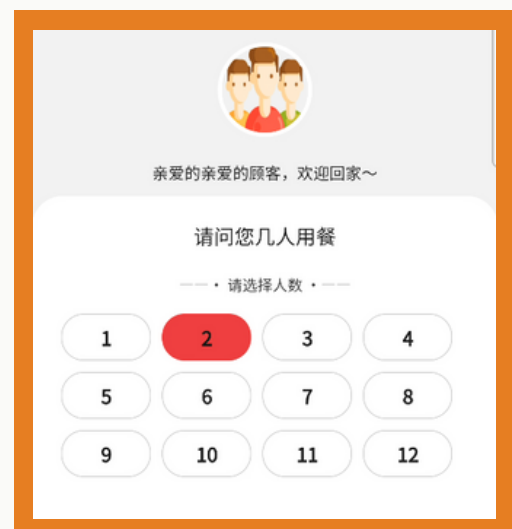 亲爱的亲爱的顾客，欢迎回家～
请问您几人用餐
—— · 请选择人数 · ——
1 2 3 4
5 6 7 8
9 10 11 12